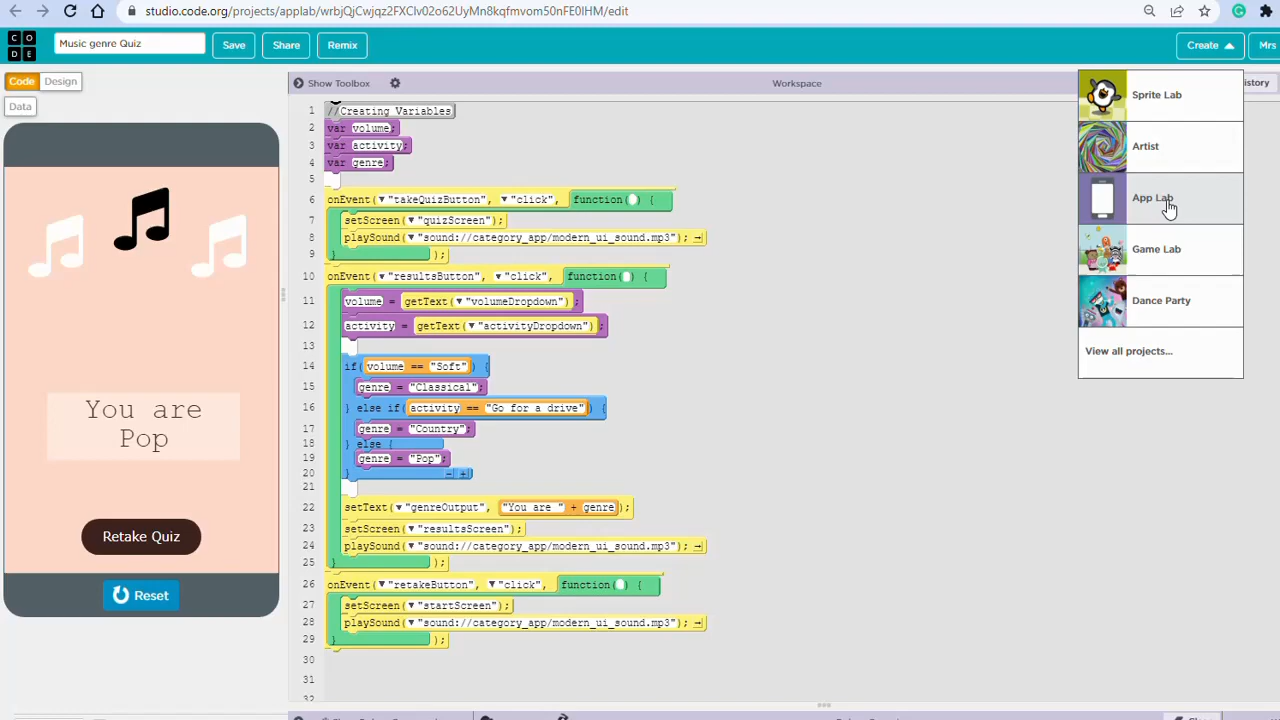 studio.code.org/projects/applab/wrbjQjCwjqz2FXClv02o62UyMn8kqfmvom50nFE0IHM/edit
CODE
Music genre Quiz
Save
Share
Remix
Create
Mrs
Code
Design
Data
Show Toolbox
Workspace
istory
1 //Creating Variables
2 var volume;
3 var activity;
4 var genre;
5
6 onEvent("takeQuizButton", "click", function( ) {
7 setScreen("quizScreen");
8 playSound("sound://category_app/modern_ui_sound.mp3");
9 } );
10 onEvent("resultsButton", "click", function( ) {
11 volume = getText("volumeDropdown");
12 activity = getText("activityDropdown");
13
14 if(volume == "Soft") {
15 genre = "Classical";
16 } else if(activity == "Go for a drive") {
17 genre = "Country";
18 } else {
19 genre = "Pop";
20 }
21
22 setText("genreOutput", "You are " + genre);
23 setScreen("resultsScreen");
24 playSound("sound://category_app/modern_ui_sound.mp3");
25 } );
26 onEvent("retakeButton", "click", function( ) {
27 setScreen("startScreen");
28 playSound("sound://category_app/modern_ui_sound.mp3");
29 } );
30
31
32
You are
Pop
Retake Quiz
Reset
Sprite Lab
Artist
App Lab
Game Lab
Dance Party
View all projects...